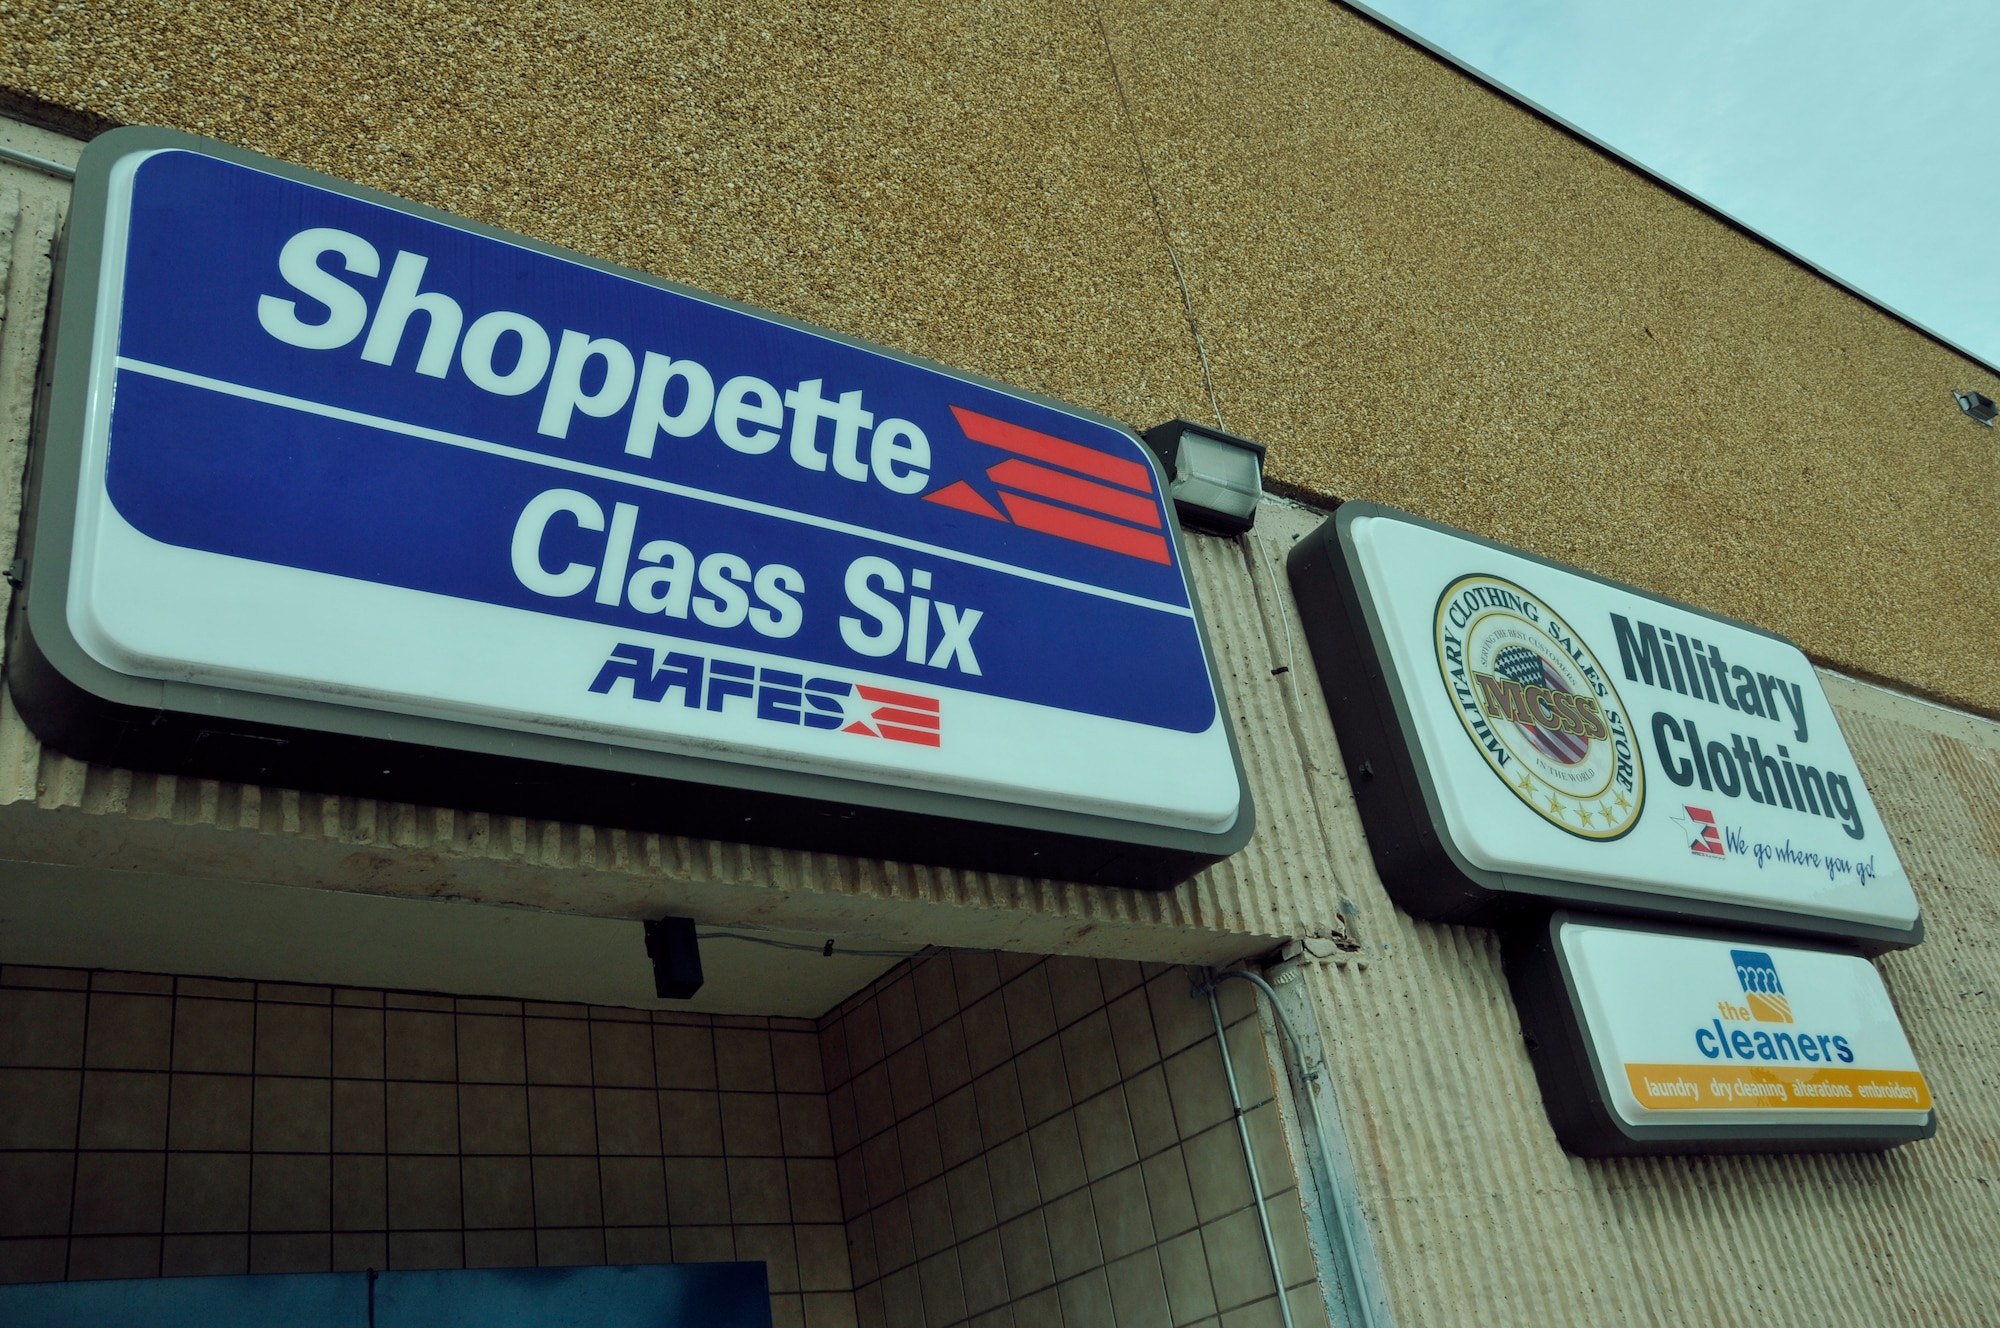 Shoppette
Class Six
AAFES
MILITARY CLOTHING SALES STORE
SERVING THE BEST CUSTOMERS
MCSS
IN THE WORLD
Military
Clothing
We go where you go!
the
cleaners
laundry dry cleaning alterations embroidery